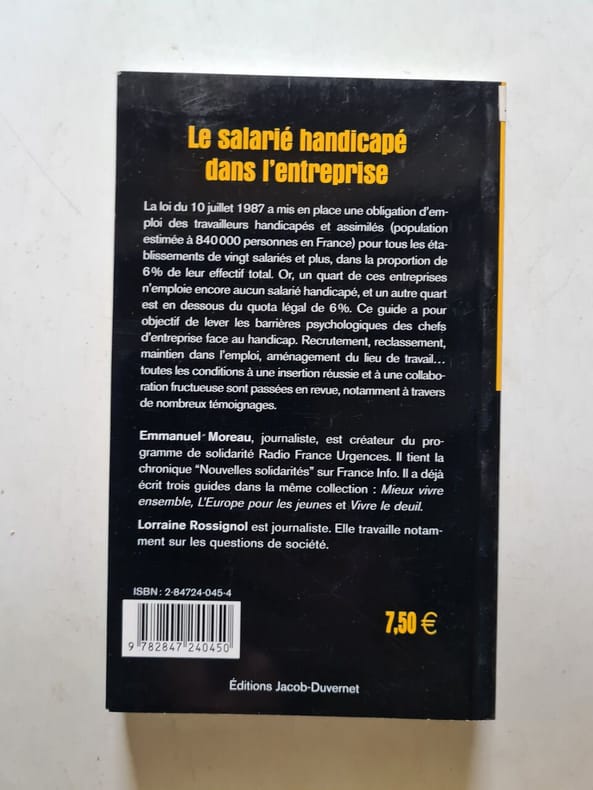 Le salarié handicapé
dans l'entreprise
La loi du 10 juillet 1987 a mis en place une obligation d'em-
ploi des travailleurs handicapés et assimilés (population
estimée à 840 000 personnes en France) pour tous les éta-
blissements de vingt salariés et plus, dans la proportion de
6 % de leur effectif total. Or, un quart de ces entreprises
n'emploie encore aucun salarié handicapé, et un autre quart
est en dessous du quota légal de 6 %. Ce guide a pour
objectif de lever les barrières psychologiques des chefs
d'entreprise face au handicap. Recrutement, reclassement,
maintien dans l'emploi, aménagement du lieu de travail…
toutes les conditions à une insertion réussie et à une collabo-
ration fructueuse sont passées en revue, notamment à travers
de nombreux témoignages.
Emmanuel Moreau, journaliste, est créateur du pro-
gramme de solidarité Radio France Urgences. Il tient la
chronique "Nouvelles solidarités" sur France Info. Il a déjà
écrit trois guides dans la même collection : Mieux vivre
ensemble, L'Europe pour les jeunes et Vivre le deuil.
Lorraine Rossignol est journaliste. Elle travaille notam-
ment sur les questions de société.
ISBN : 2-84724-045-4
9 782847 240450
7,50 €
Éditions Jacob-Duvernet